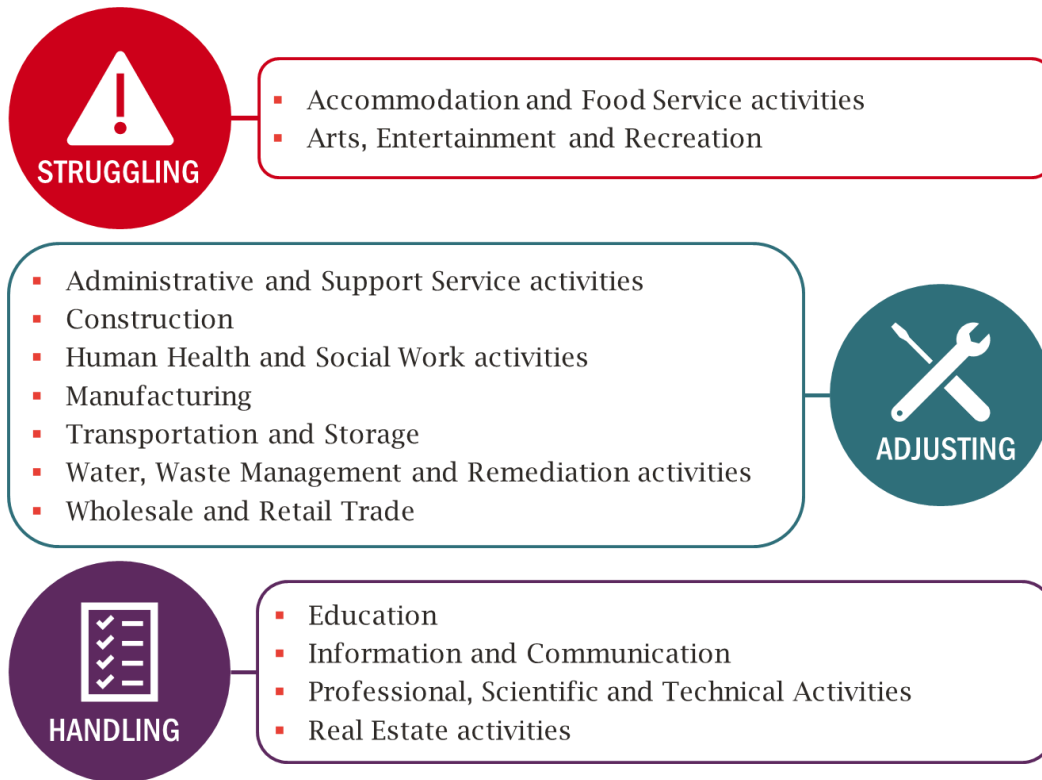 STRUGGLING
▪ Accommodation and Food Service activities
▪ Arts, Entertainment and Recreation
▪ Administrative and Support Service activities
▪ Construction
▪ Human Health and Social Work activities
▪ Manufacturing
▪ Transportation and Storage
▪ Water, Waste Management and Remediation activities
▪ Wholesale and Retail Trade
ADJUSTING
HANDLING
▪ Education
▪ Information and Communication
▪ Professional, Scientific and Technical Activities
▪ Real Estate activities